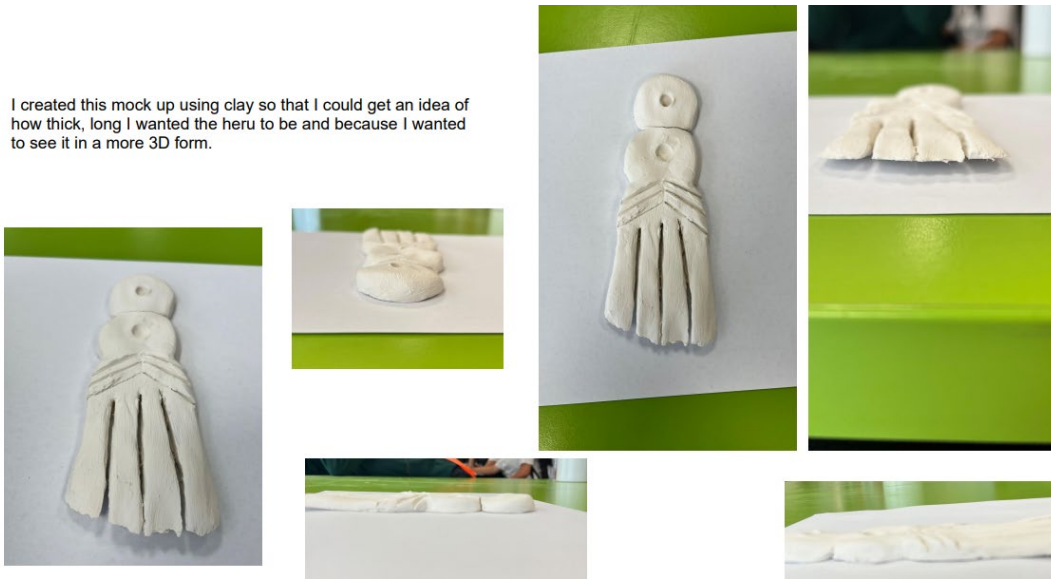 I created this mock up using clay so that I could get an idea of
how thick, long I wanted the heru to be and because I wanted
to see it in a more 3D form.